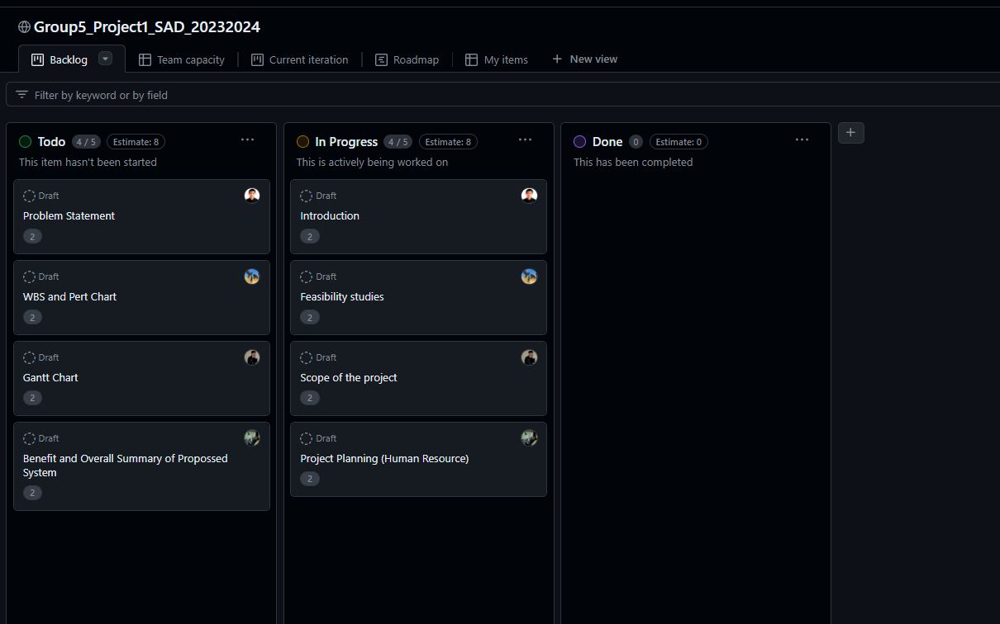 Group5_Project1_SAD_20232024
Backlog
Team capacity
Current iteration
Roadmap
My items
New view
Filter by keyword or by field
Todo 4 / 5 Estimate: 8
This item hasn't been started
Draft
Problem Statement
2
Draft
WBS and Pert Chart
2
Draft
Gantt Chart
2
Draft
Benefit and Overall Summary of Propossed
System
2
In Progress 4 / 5 Estimate: 8
This is actively being worked on
Draft
Introduction
2
Draft
Feasibility studies
2
Draft
Scope of the project
2
Draft
Project Planning (Human Resource)
2
Done 0 Estimate: 0
This has been completed